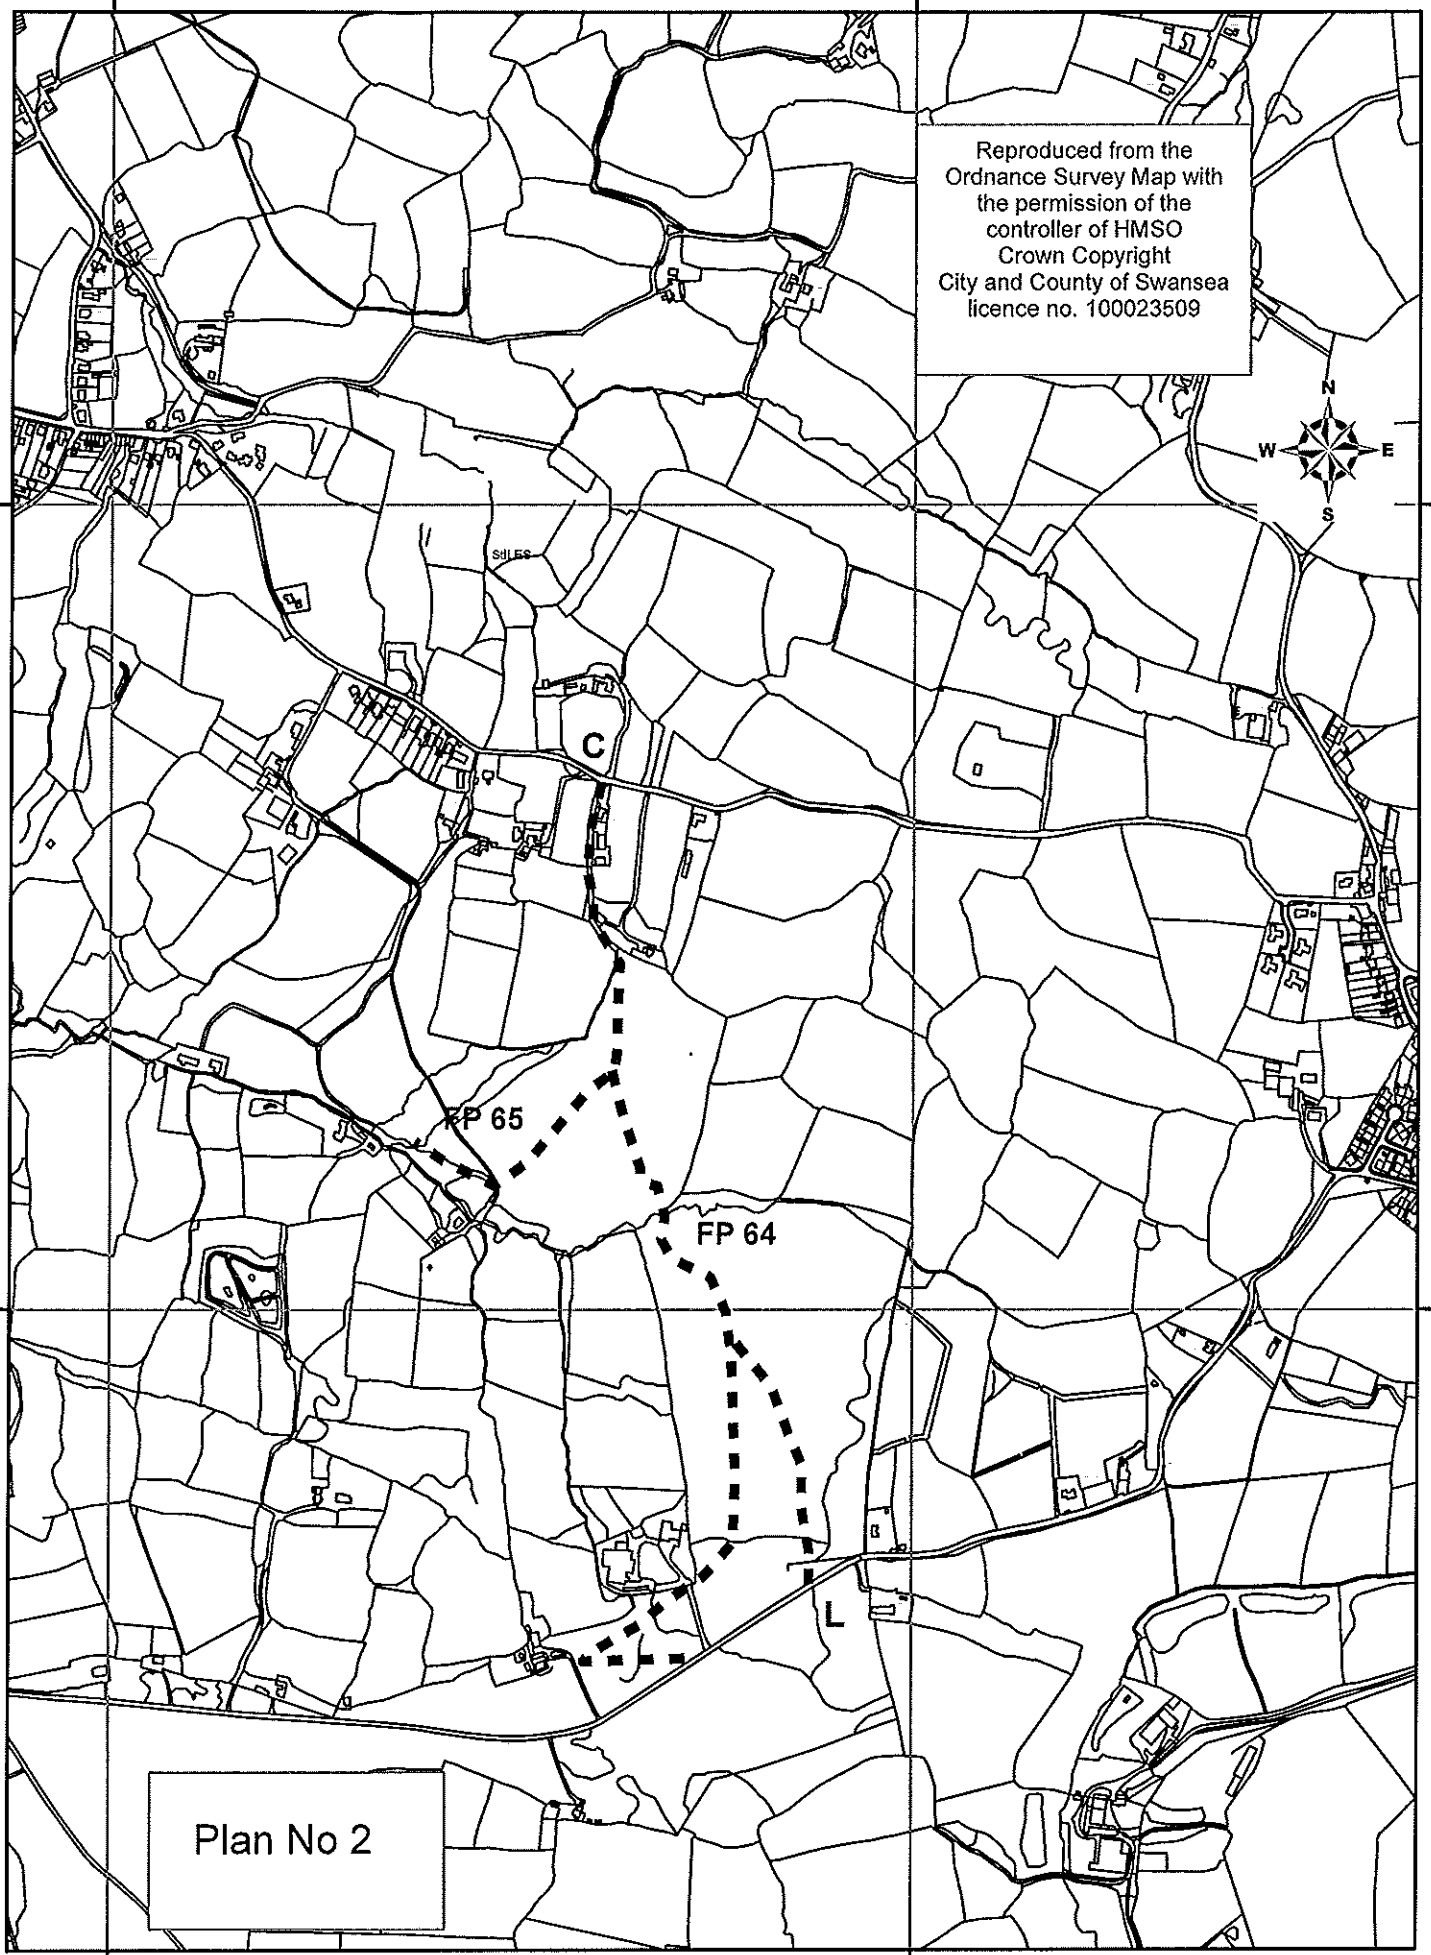 Reproduced from the
Ordnance Survey Map with
the permission of the
controller of HMSO
Crown Copyright
City and County of Swansea
licence no. 100023509
N
W E
S
StILES
C
FP 65
FP 64
L
Plan No 2